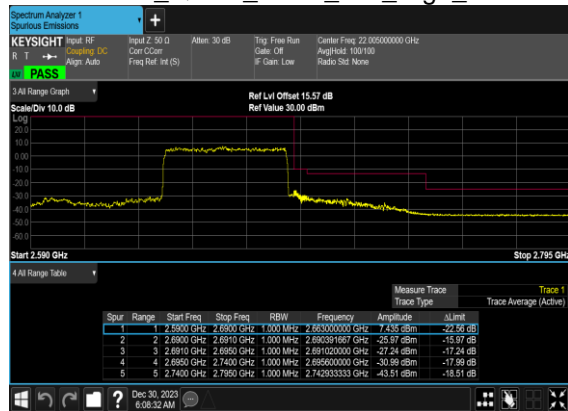 Spectrum Analyzer 1
Spurious Emissions
+
KEYSIGHT Input: RF Input Z: 50 Ω Atten: 30 dB Trig: Free Run Center Freq: 22.005000000 GHz
R T Coupling: DC Corr CCorr Gate: Off Avg|Hold: 100/100
Align: Auto Freq Ref: Int (S) IF Gain: Low Radio Std: None
PASS
3 All Range Graph
Ref Lvl Offset 15.57 dB
Scale/Div 10.0 dB Ref Value 30.00 dBm
Log
20.0
10.0
0.00
-10.0
-20.0
-30.0
-40.0
-50.0
-60.0
Start 2.590 GHz Stop 2.795 GHz
4 All Range Table
Measure Trace Trace 1
Trace Type Trace Average (Active)
Spur Range Start Freq Stop Freq RBW Frequency Amplitude ΔLimit
1 1 2.5900 GHz 2.6900 GHz 1.000 MHz 2.663000000 GHz 7.435 dBm -22.56 dB
2 2 2.6900 GHz 2.6910 GHz 1.000 MHz 2.690391667 GHz -25.97 dBm -15.97 dB
3 3 2.6910 GHz 2.6950 GHz 1.000 MHz 2.691020000 GHz -27.24 dBm -17.24 dB
4 4 2.6950 GHz 2.7400 GHz 1.000 MHz 2.695600000 GHz -30.99 dBm -17.99 dB
5 5 2.7400 GHz 2.7950 GHz 1.000 MHz 2.742933333 GHz -43.51 dBm -18.51 dB
? Dec 30, 2023
6:08:32 AM